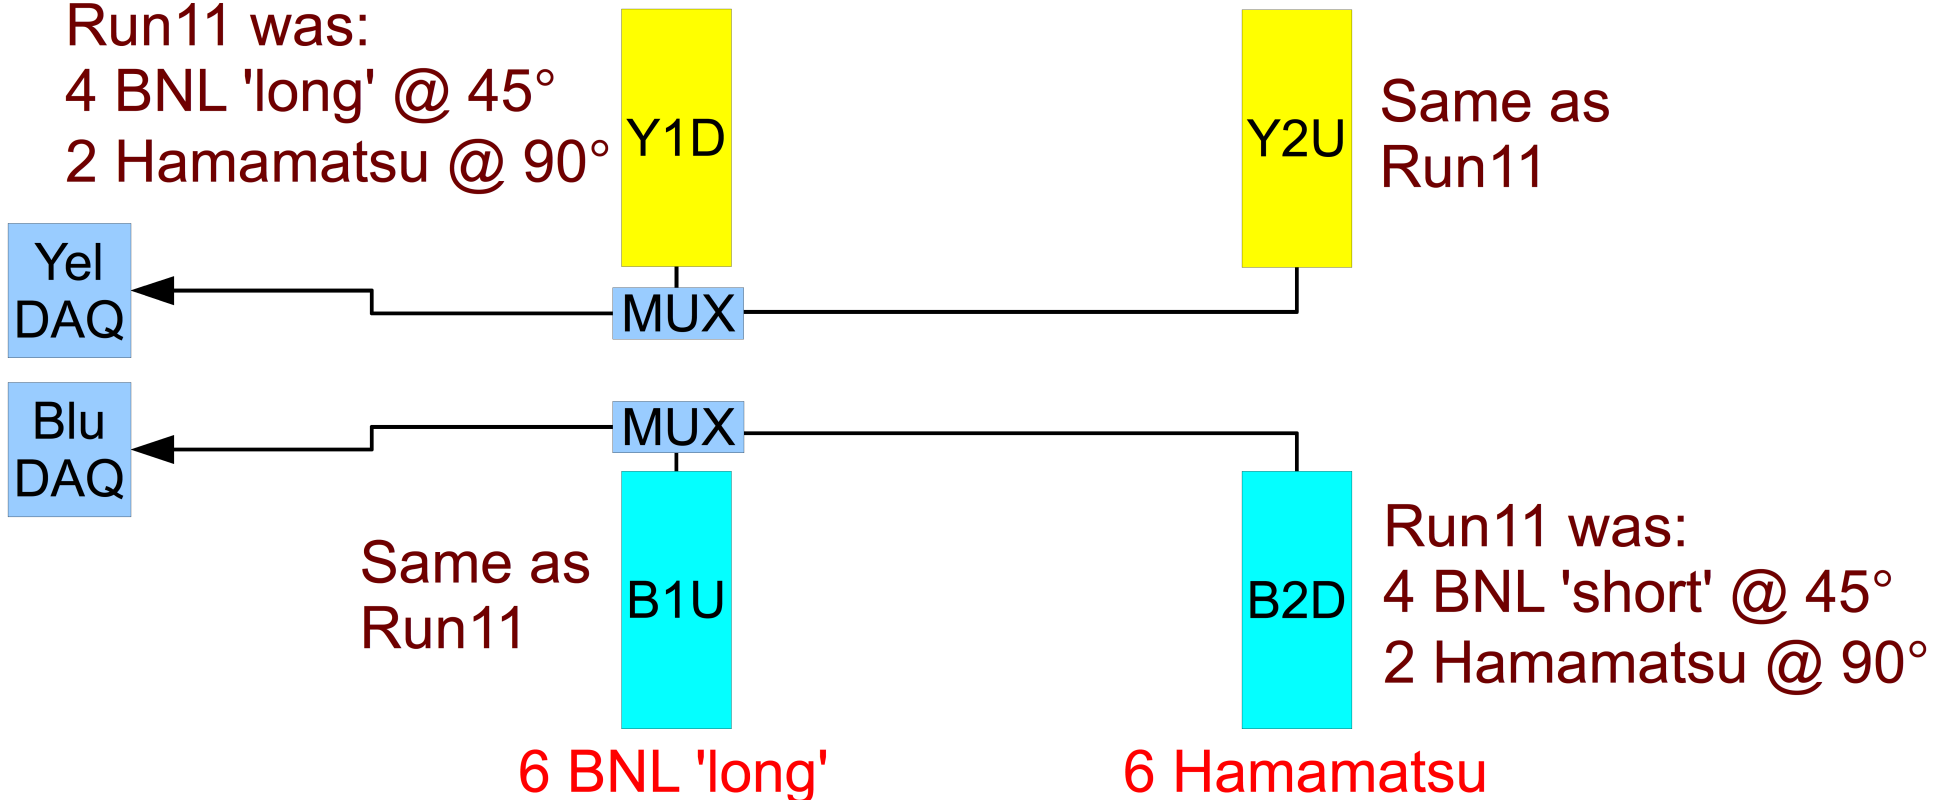 Run11 was:
4 BNL 'long' @ 45°
2 Hamamatsu @ 90°
Y1D
Y2U
Same as
Run11
Yel
DAQ
MUX
Blu
DAQ
MUX
Same as
Run11
B1U
B2D
Run11 was:
4 BNL 'short' @ 45°
2 Hamamatsu @ 90°
6 BNL 'long'
6 Hamamatsu